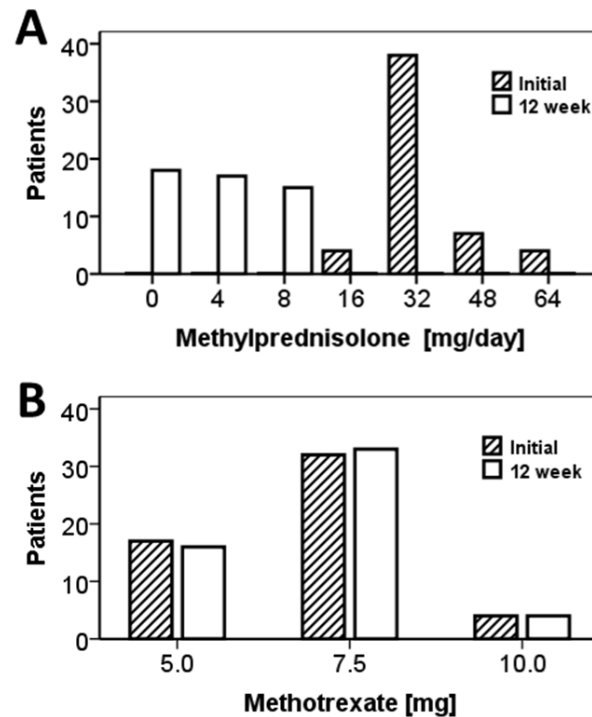 A
40
30
20
10
0
Patients
Initial
12 week
0 4 8 16 32 48 64
Methylprednisolone [mg/day]
B
40
30
20
10
0
Patients
Initial
12 week
5.0 7.5 10.0
Methotrexate [mg]